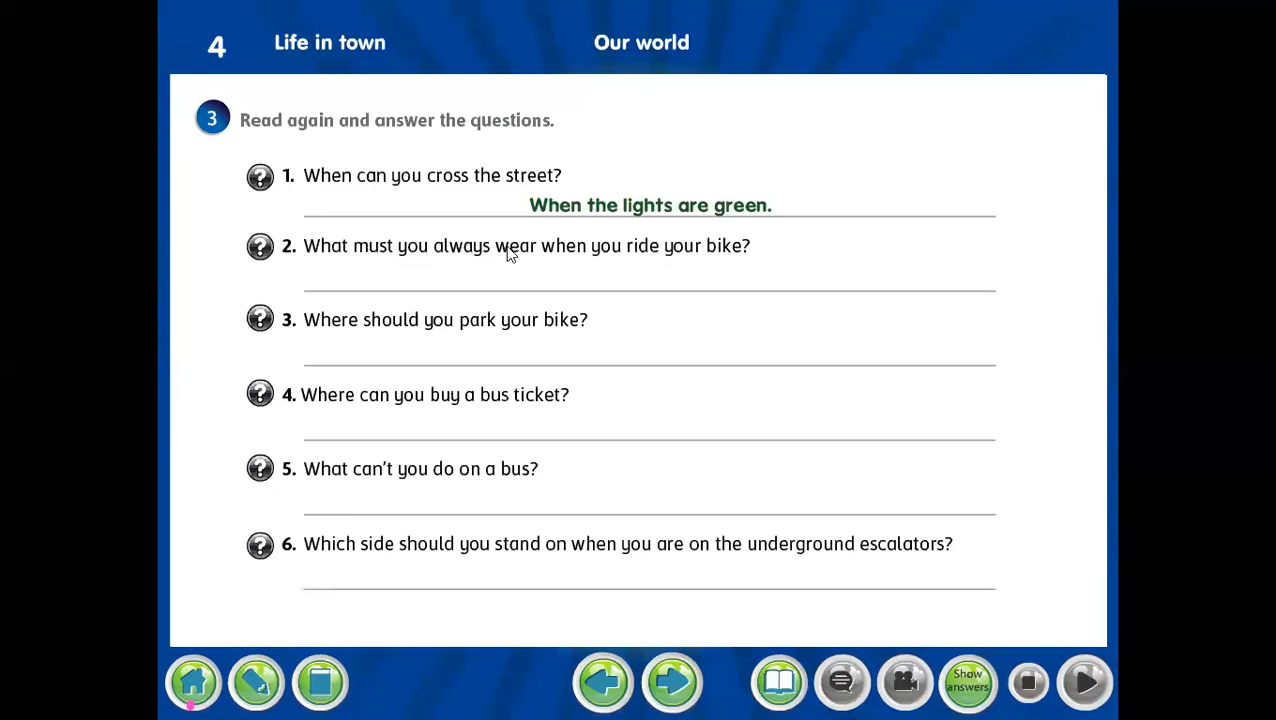 4 Life in town Our world
3 Read again and answer the questions.
? 1. When can you cross the street?
When the lights are green.
? 2. What must you always wear when you ride your bike?
? 3. Where should you park your bike?
? 4. Where can you buy a bus ticket?
? 5. What can't you do on a bus?
? 6. Which side should you stand on when you are on the underground escalators?
Show
answers